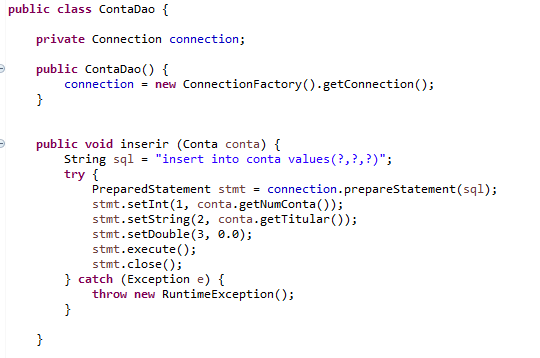 public class ContaDao {
private Connection connection;
public ContaDao() {
connection = new ConnectionFactory().getConnection();
}
public void inserir (Conta conta) {
String sql = "insert into conta values(?,?,?)";
try {
PreparedStatement stmt = connection.prepareStatement(sql);
stmt.setInt(1, conta.getNumConta());
stmt.setString(2, conta.getTitular());
stmt.setDouble(3, 0.0);
stmt.execute();
stmt.close();
} catch (Exception e) {
throw new RuntimeException();
}
}